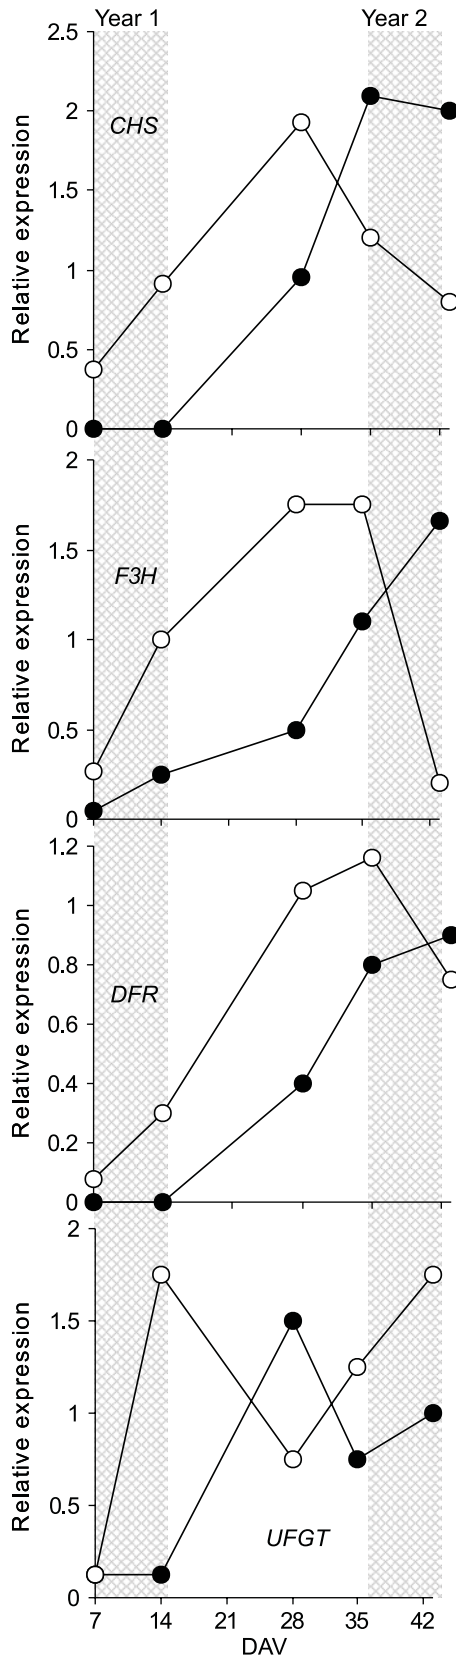 Year 1 Year 2
2.5
2
1.5
1
0.5
0
CHS
Relative expression
2
1.5
1
0.5
0
F3H
Relative expression
1.2
1
0.8
0.6
0.4
0.2
0
DFR
Relative expression
2
1.5
1
0.5
0
UFGT
Relative expression
7 14 21 28 35 42
DAV